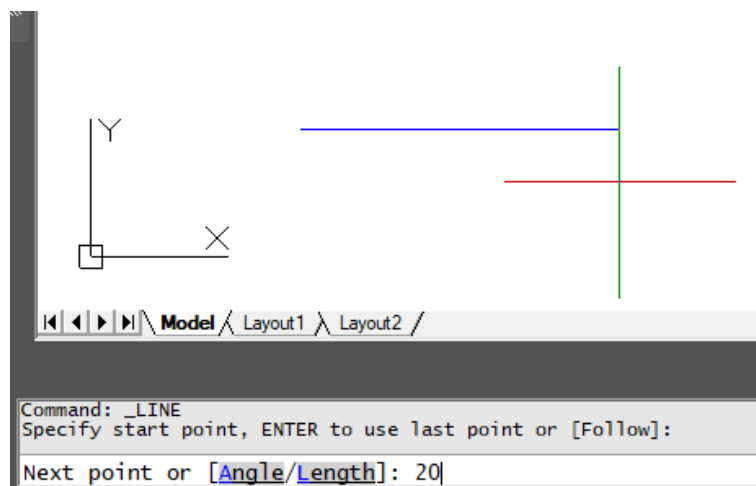 Y
X
Model Layout1 Layout2
Command: _LINE
Specify start point, ENTER to use last point or [Follow]:
Next point or [Angle/Length]: 20